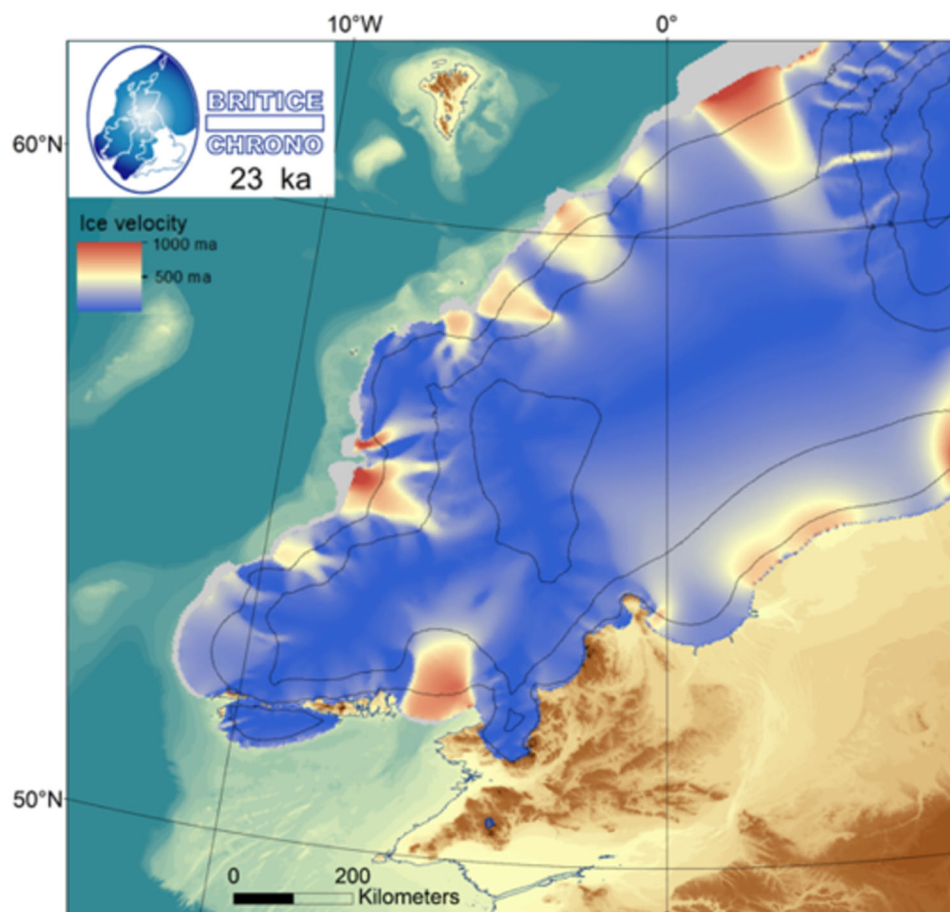 10°W
0°
60°N
BRITICE
CHRONO
23 ka
Ice velocity
1000 ma
500 ma
50°N
0
200
Kilometers